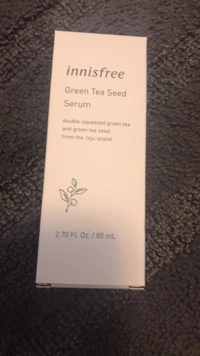 innisfree
Green Tea Seed
Serum
double-squeezed green tea
and green tea seed
from the Jeju island
2.70 Fl. Oz. / 80 mL